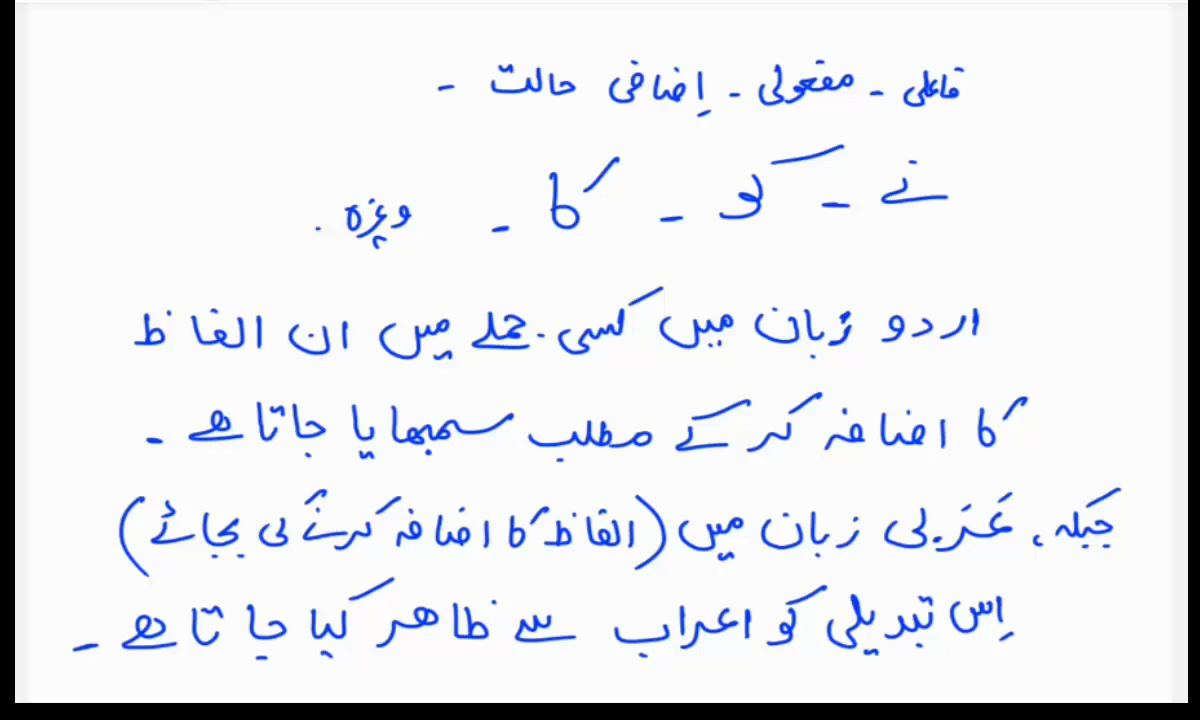 فاعلی ۔ مفعولی ۔ اِضافی حالت ۔
نے ۔ کو ۔ کا ۔ وغیرہ .
اردو زبان میں کسی جملے میں ان الفاظ
کا اضافہ کر کے مطلب سمجھایا جاتا ہے ۔
جبکہ، عَرَبی زبان میں (الفاظ کا اضافہ کرنے کی بجائے)
اِس تبدیلی کو اعراب سے ظاہر کیا جاتا ہے ۔